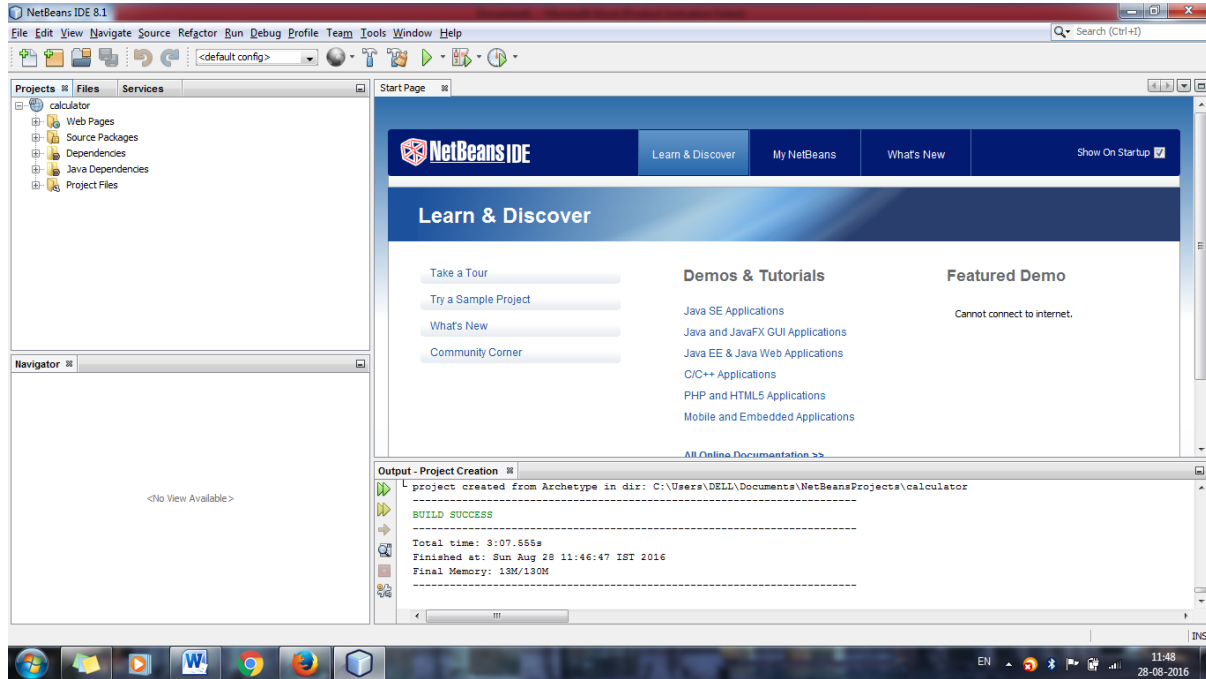 NetBeans IDE 8.1
File Edit View Navigate Source Refactor Run Debug Profile Team Tools Window Help
Search (Ctrl+I)
<default config>
Projects Files Services
calculator
Web Pages
Source Packages
Dependencies
Java Dependencies
Project Files
Navigator
<No View Available>
Start Page
NetBeans IDE
Learn & Discover My NetBeans What's New Show On Startup
Learn & Discover
Take a Tour
Try a Sample Project
What's New
Community Corner
Demos & Tutorials
Java SE Applications
Java and JavaFX GUI Applications
Java EE & Java Web Applications
C/C++ Applications
PHP and HTML5 Applications
Mobile and Embedded Applications
All Online Documentation >>
Featured Demo
Cannot connect to internet.
Output - Project Creation
project created from Archetype in dir: C:\Users\DELL\Documents\NetBeansProjects\calculator
------------------------------------------------------------------------
BUILD SUCCESS
------------------------------------------------------------------------
Total time: 3:07.555s
Finished at: Sun Aug 28 11:46:47 IST 2016
Final Memory: 13M/130M
------------------------------------------------------------------------
INS
EN
11:48
28-08-2016